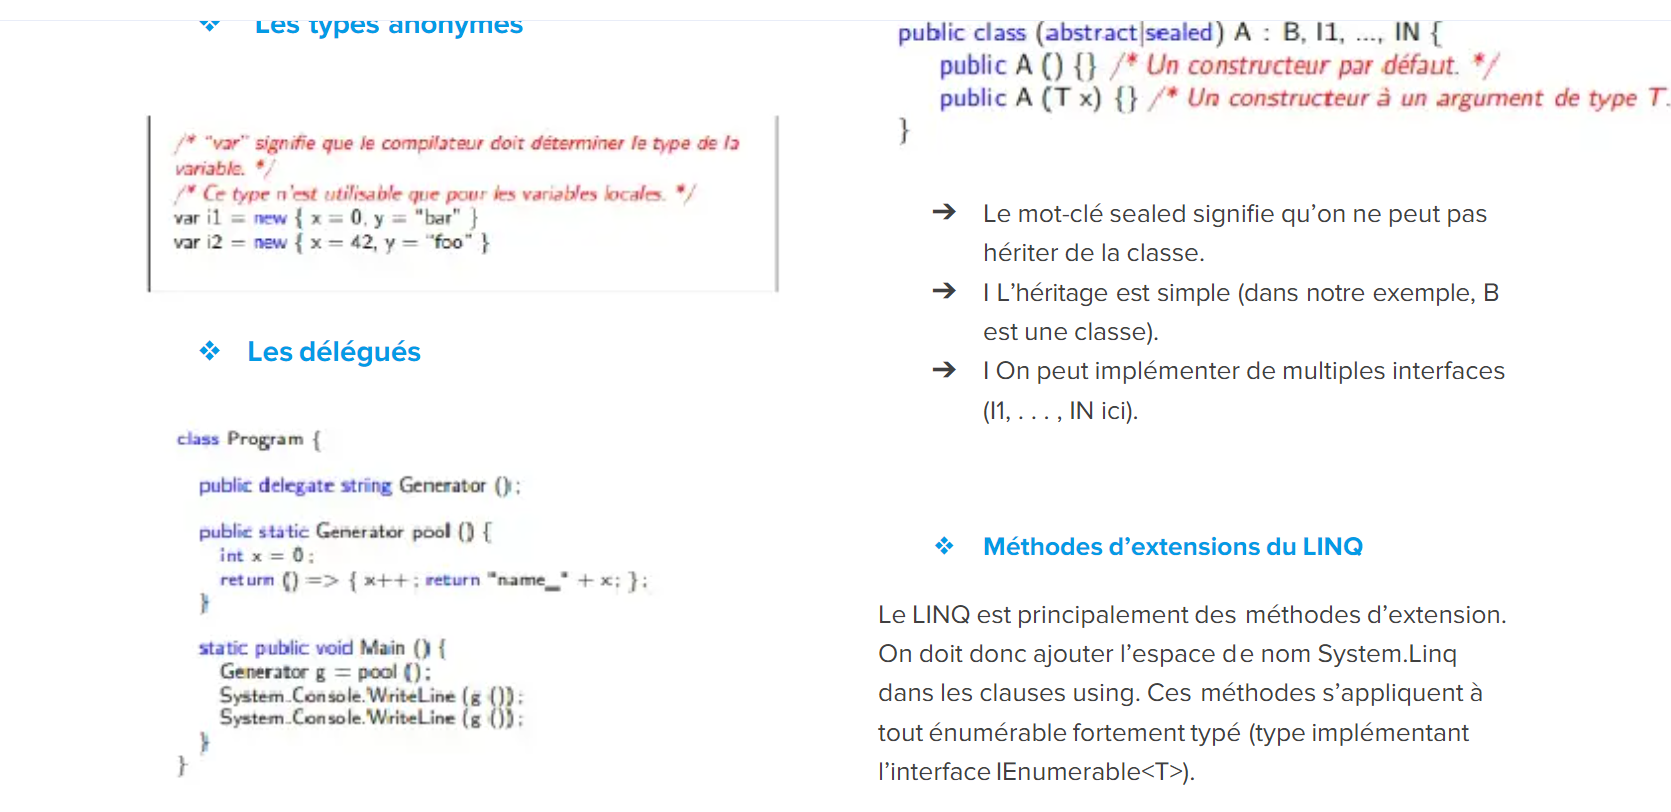 ❖ Les types anonymes
/* "var" signifie que le compilateur doit déterminer le type de la
variable. */
/* Ce type n'est utilisable que pour les variables locales. */
var i1 = new { x = 0, y = "bar" }
var i2 = new { x = 42, y = "foo" }
❖ Les délégués
class Program {
public delegate string Generator ();
public static Generator pool () {
int x = 0;
return () => { x++; return "name_" + x; };
}
static public void Main () {
Generator g = pool ();
System.Console.WriteLine (g ());
System.Console.WriteLine (g ());
}
}
public class (abstract|sealed) A : B, I1, ..., IN {
public A () {} /* Un constructeur par défaut. */
public A (T x) {} /* Un constructeur à un argument de type T.
}
➔ Le mot-clé sealed signifie qu'on ne peut pas
hériter de la classe.
➔ I L'héritage est simple (dans notre exemple, B
est une classe).
➔ I On peut implémenter de multiples interfaces
(I1, . . . , IN ici).
❖ Méthodes d'extensions du LINQ
Le LINQ est principalement des méthodes d'extension.
On doit donc ajouter l'espace de nom System.Linq
dans les clauses using. Ces méthodes s'appliquent à
tout énumérable fortement typé (type implémentant
l'interface IEnumerable<T>).